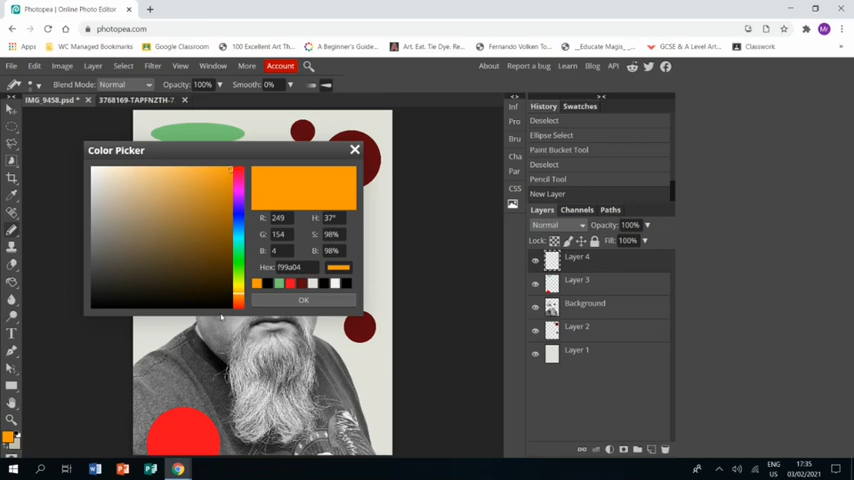 Photopea | Online Photo Editor
photopea.com
Mr
Apps WC Managed Bookmarks Google Classroom 100 Excellent Art Th... A Beginner's Guide... Art. Eat. Tie Dye. Re... Fernando Volken To... __Educate_Magis_... GCSE & A Level Art... Classwork
File Edit Image Layer Select Filter View Window More Account About Report a bug Learn Blog API
Blend Mode: Normal Opacity: 100% Smooth: 0%
IMG_9458.psd * 3768169-TAPFNZTH-7
Inf
Pro
Bru
Cha
Par
CSS
History Swatches
Deselect
Ellipse Select
Paint Bucket Tool
Deselect
Pencil Tool
New Layer
Layers Channels Paths
Normal Opacity: 100%
Lock: Fill: 100%
Layer 4
Layer 3
Background
Layer 2
Layer 1
Color Picker
R: 249 H: 37°
G: 154 S: 98%
B: 4 B: 98%
Hex: f99a04
OK
ENG 17:35
US 03/02/2021